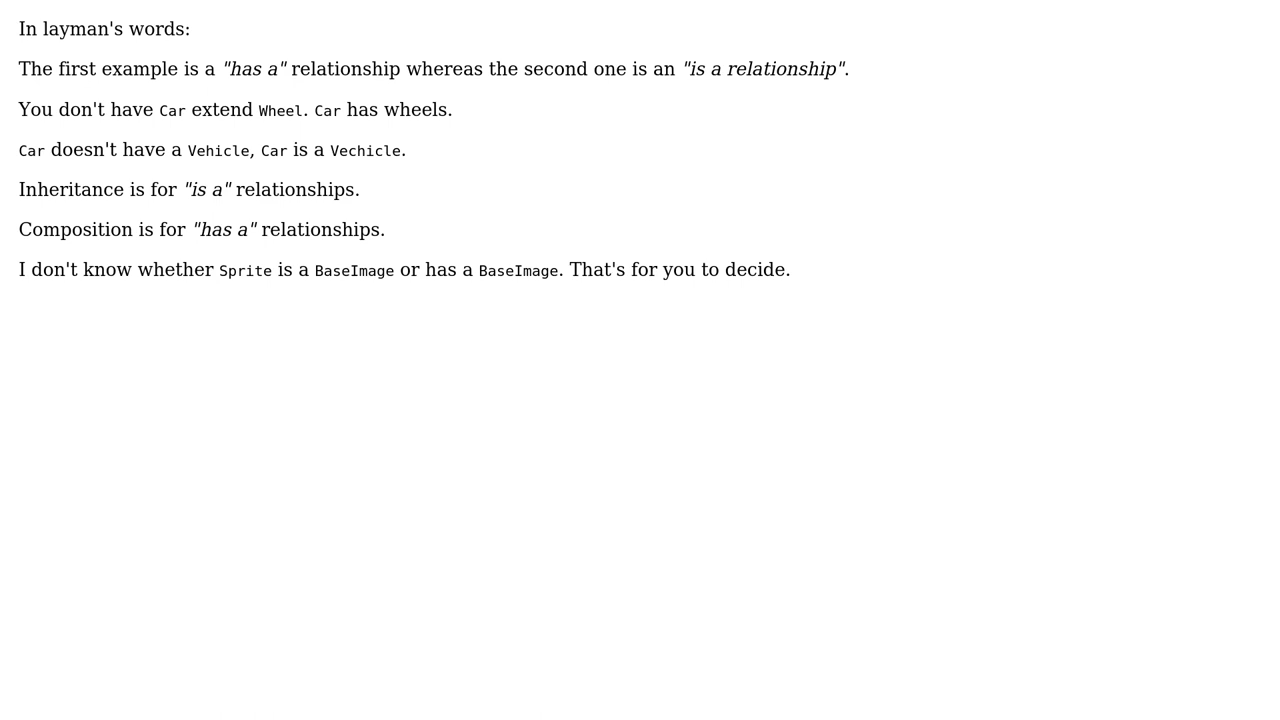 In layman's words:
The first example is a "has a" relationship whereas the second one is an "is a relationship".
You don't have Car extend Wheel. Car has wheels.
Car doesn't have a Vehicle, Car is a Vechicle.
Inheritance is for "is a" relationships.
Composition is for "has a" relationships.
I don't know whether Sprite is a BaseImage or has a BaseImage. That's for you to decide.